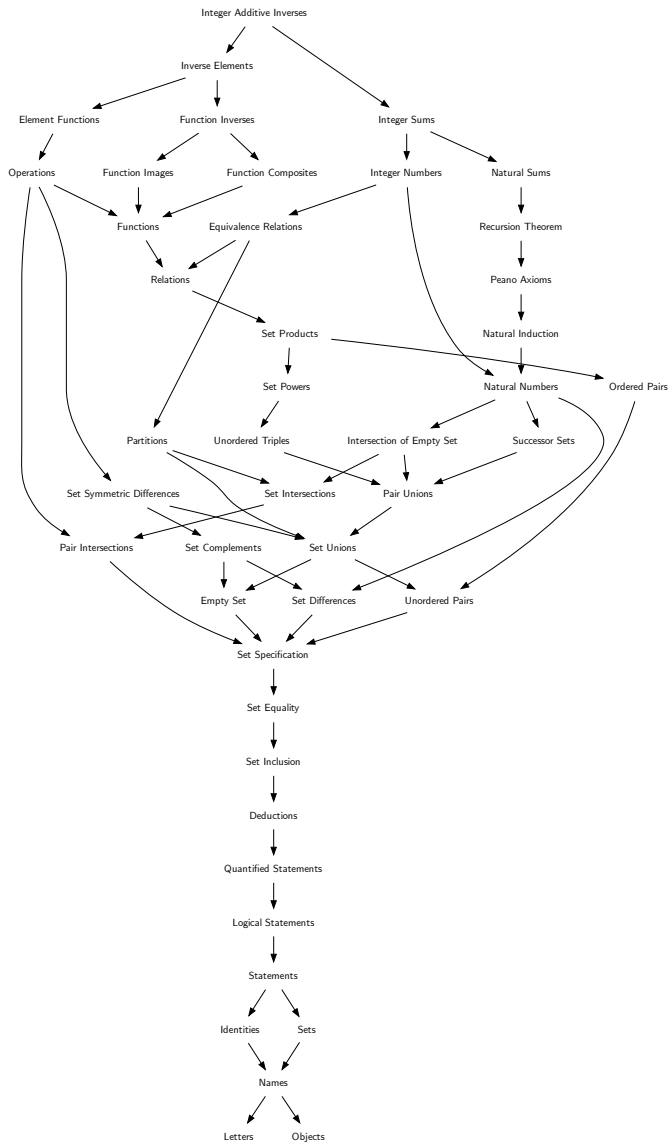 Integer Additive Inverses
Inverse Elements
Element Functions
Function Inverses
Integer Sums
Operations
Function Images
Function Composites
Integer Numbers
Natural Sums
Functions
Equivalence Relations
Recursion Theorem
Relations
Peano Axioms
Set Products
Natural Induction
Set Powers
Natural Numbers
Ordered Pairs
Partitions
Unordered Triples
Intersection of Empty Set
Successor Sets
Set Symmetric Differences
Set Intersections
Pair Unions
Pair Intersections
Set Complements
Set Unions
Empty Set
Set Differences
Unordered Pairs
Set Specification
Set Equality
Set Inclusion
Deductions
Quantified Statements
Logical Statements
Statements
Identities
Sets
Names
Letters
Objects